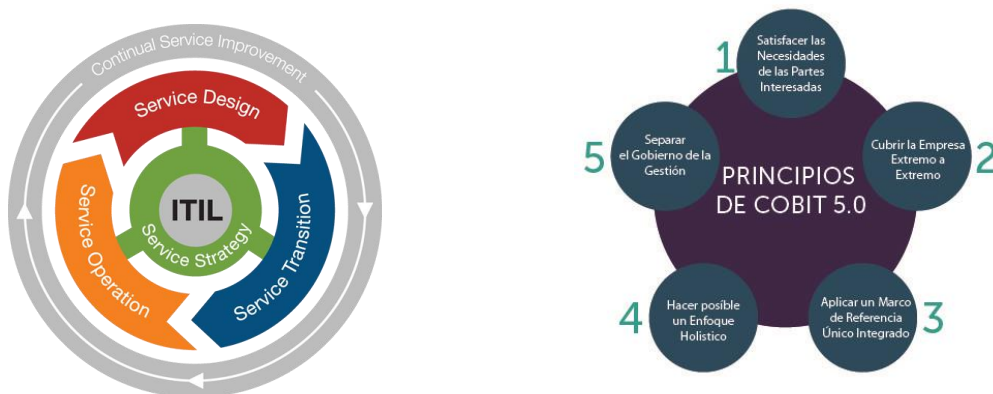 Continual Service Improvement
Service Design
Service Transition
Service Operation
Service Strategy
ITIL
PRINCIPIOS
DE COBIT 5.0
1
Satisfacer las
Necesidades
de las Partes
Interesadas
2
Cubrir la Empresa
Extremo a
Extremo
3
Aplicar un Marco
de Referencia
Único Integrado
4
Hacer posible
un Enfoque
Holistico
5
Separar
el Gobierno de la
Gestión